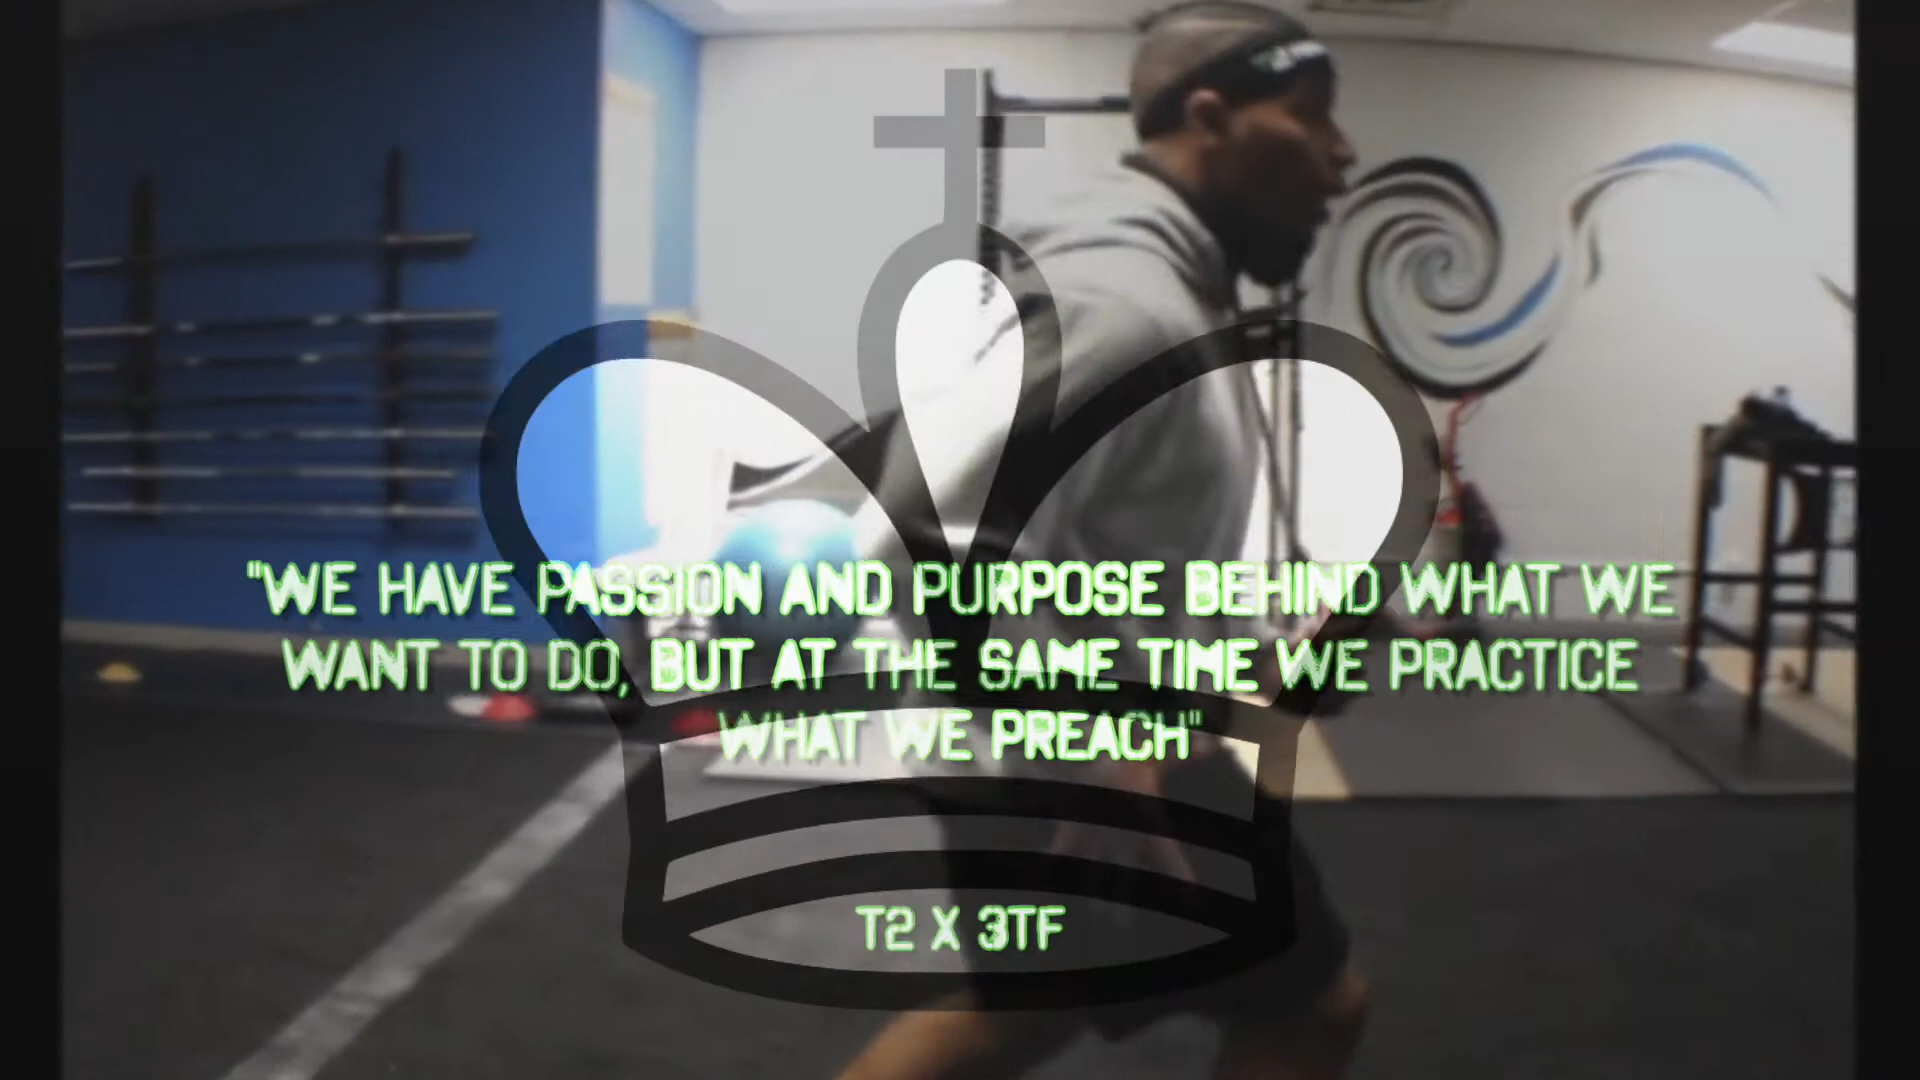 "WE HAVE PASSION AND PURPOSE BEHIND WHAT WE
WANT TO DO, BUT AT THE SAME TIME WE PRACTICE
WHAT WE PREACH"
T2 X 3TF